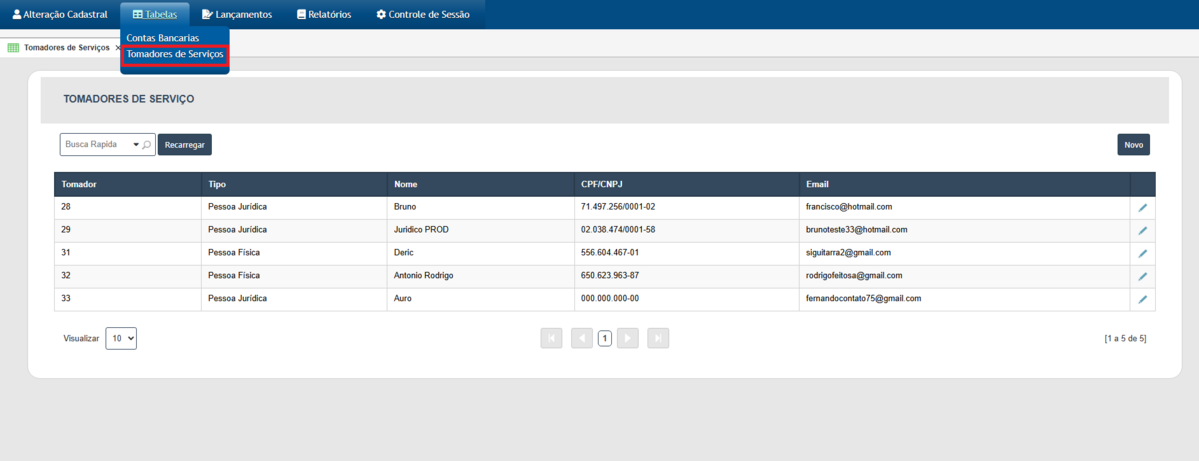 Alteração Cadastral Tabelas Lançamentos Relatórios Controle de Sessão
Contas Bancarias
Tomadores de Serviços ×
Tomadores de Serviços
TOMADORES DE SERVIÇO
Busca Rapida Recarregar Novo
Tomador Tipo Nome CPF/CNPJ Email
28 Pessoa Jurídica Bruno 71.497.256/0001-02 francisco@hotmail.com
29 Pessoa Jurídica Juridico PROD 02.038.474/0001-58 brunoteste33@hotmail.com
31 Pessoa Física Deric 556.604.467-01 siguitarra2@gmail.com
32 Pessoa Física Antonio Rodrigo 650.623.963-87 rodrigofeitosa@gmail.com
33 Pessoa Jurídica Auro 000.000.000-00 fernandocontato75@gmail.com
Visualizar 10 1 [1 a 5 de 5]